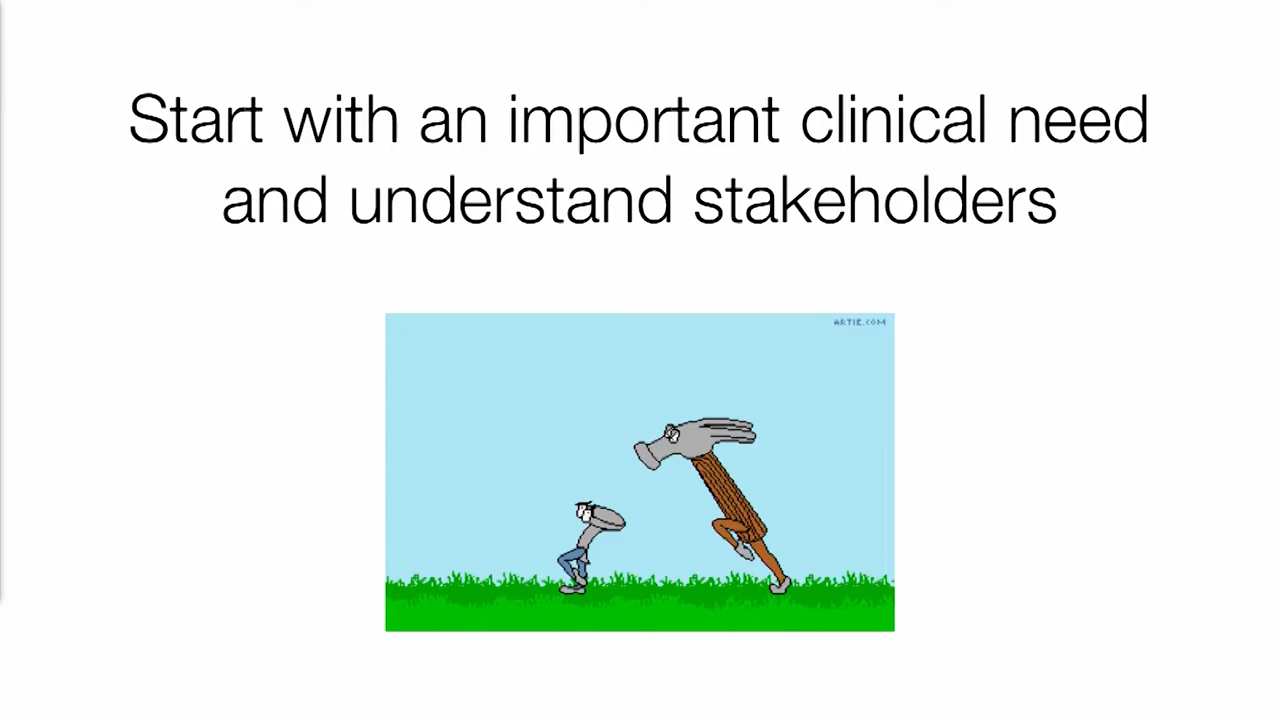 Start with an important clinical need
and understand stakeholders
ARTIE.COM